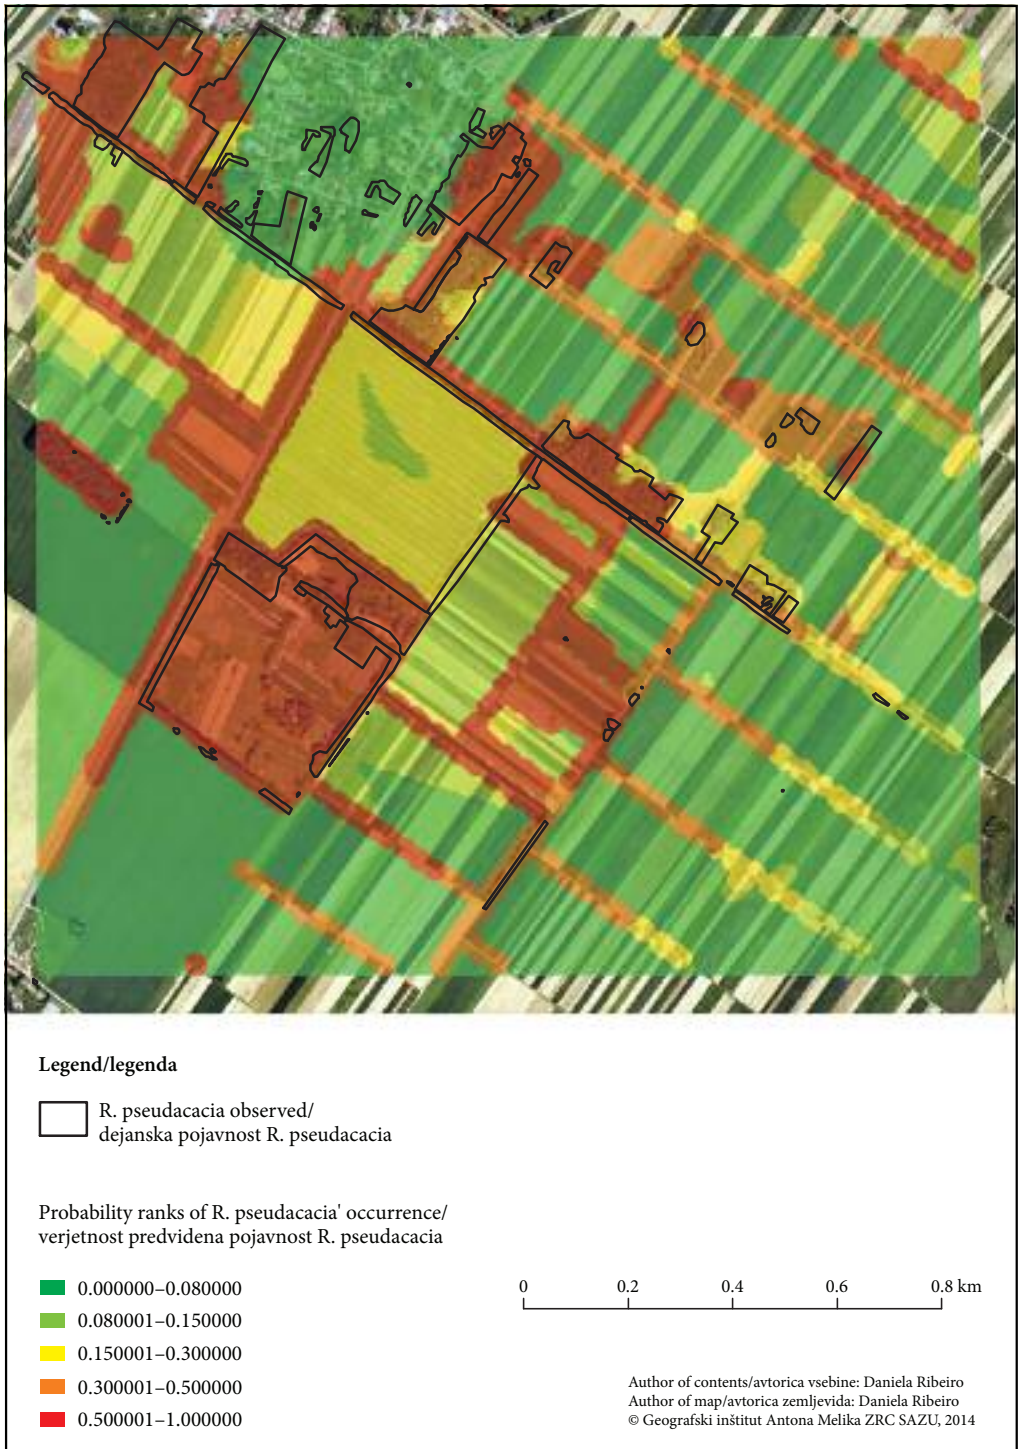 Legend/legenda
R. pseudacacia observed/
dejanska pojavnost R. pseudacacia
Probability ranks of R. pseudacacia' occurrence/
verjetnost predvidena pojavnost R. pseudacacia
0.000000–0.080000
0.080001–0.150000
0.150001–0.300000
0.300001–0.500000
0.500001–1.000000
0 0.2 0.4 0.6 0.8 km
Author of contents/avtorica vsebine: Daniela Ribeiro
Author of map/avtorica zemljevida: Daniela Ribeiro
© Geografski inštitut Antona Melika ZRC SAZU, 2014